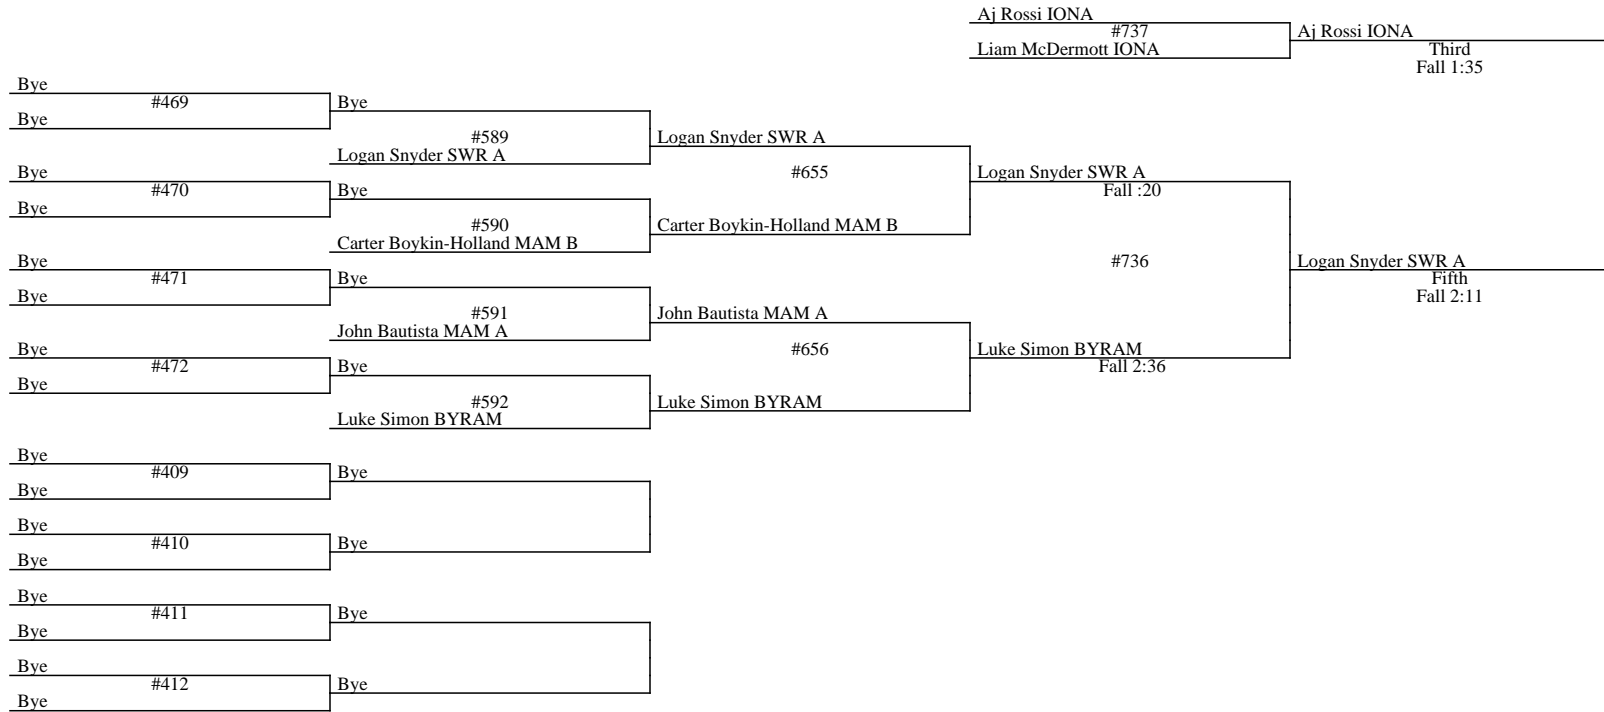 Aj Rossi IONA
#737
Liam McDermott IONA
Aj Rossi IONA
Third
Fall 1:35
Bye
#469
Bye
Bye
#589
Logan Snyder SWR A
Logan Snyder SWR A
#655
Bye
#470
Bye
Bye
#590
Carter Boykin-Holland MAM B
Carter Boykin-Holland MAM B
Logan Snyder SWR A
Fall :20
#736
Bye
#471
Bye
Bye
#591
John Bautista MAM A
John Bautista MAM A
#656
Bye
#472
Bye
Bye
#592
Luke Simon BYRAM
Luke Simon BYRAM
Luke Simon BYRAM
Fall 2:36
Logan Snyder SWR A
Fifth
Fall 2:11
Bye
#409
Bye
Bye
Bye
#410
Bye
Bye
Bye
#411
Bye
Bye
Bye
#412
Bye
Bye